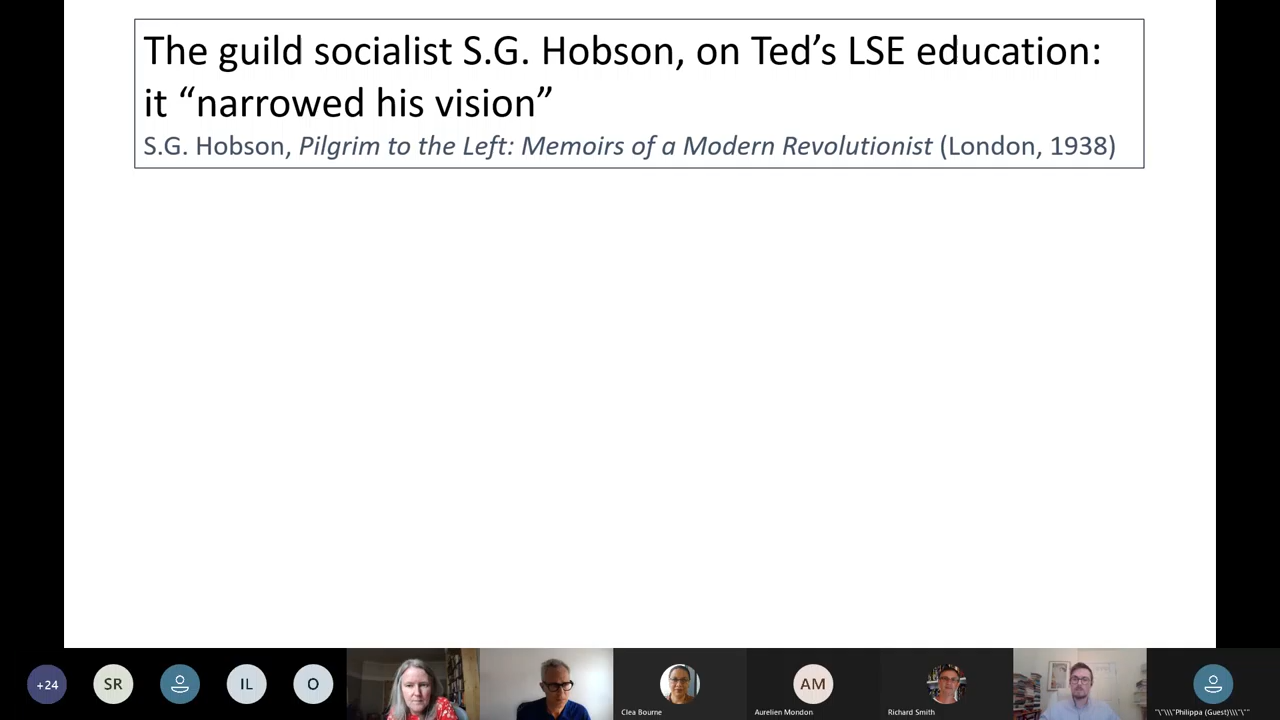 The guild socialist S.G. Hobson, on Ted’s LSE education:
it “narrowed his vision”
S.G. Hobson, Pilgrim to the Left: Memoirs of a Modern Revolutionist (London, 1938)
+24
SR
IL
O
AM
Clea Bourne
Aurelien Mondon
Richard Smith
"\"\\\"Philippa (Guest)\\\"\""